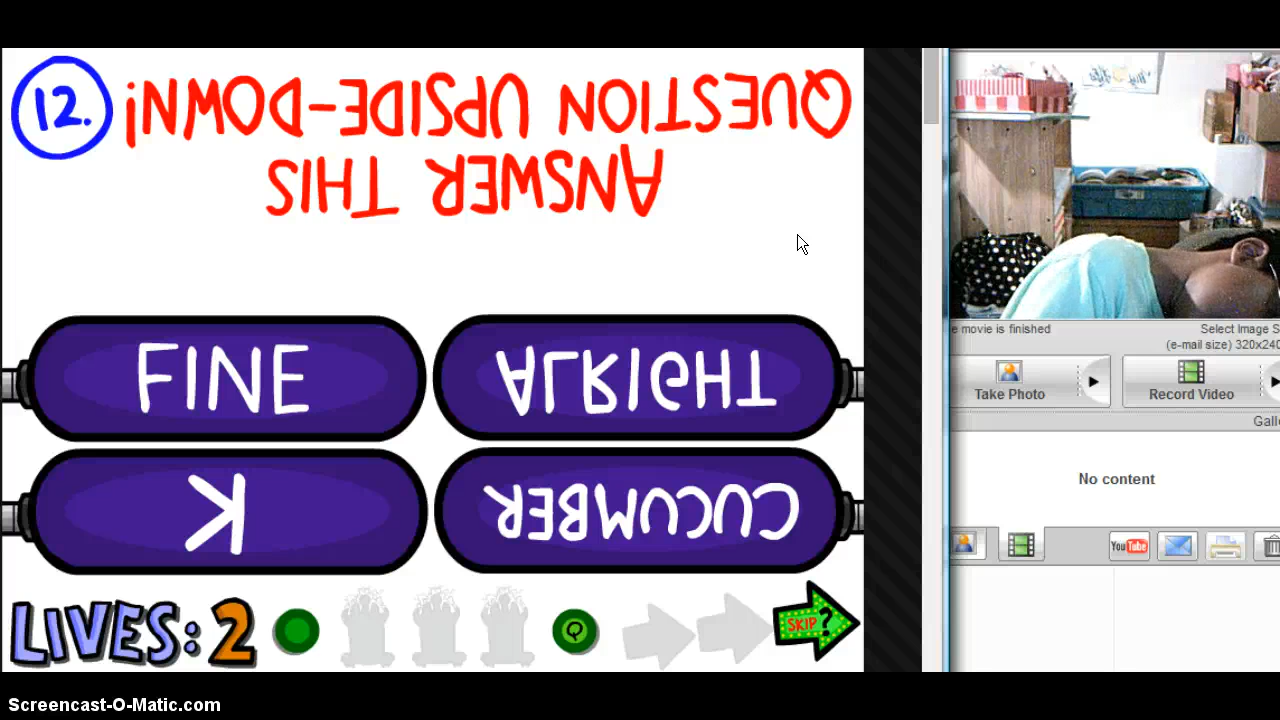 12.
ANSWER THIS
QUESTION UPSIDE-DOWN!
FINE
ALRIGHT
K
CUCUMBER
LIVES: 2
Q
SKIP?
e movie is finished
Select Image S
(e-mail size) 320x240
Take Photo
Record Video
Galle
No content
YouTube
Screencast-O-Matic.com